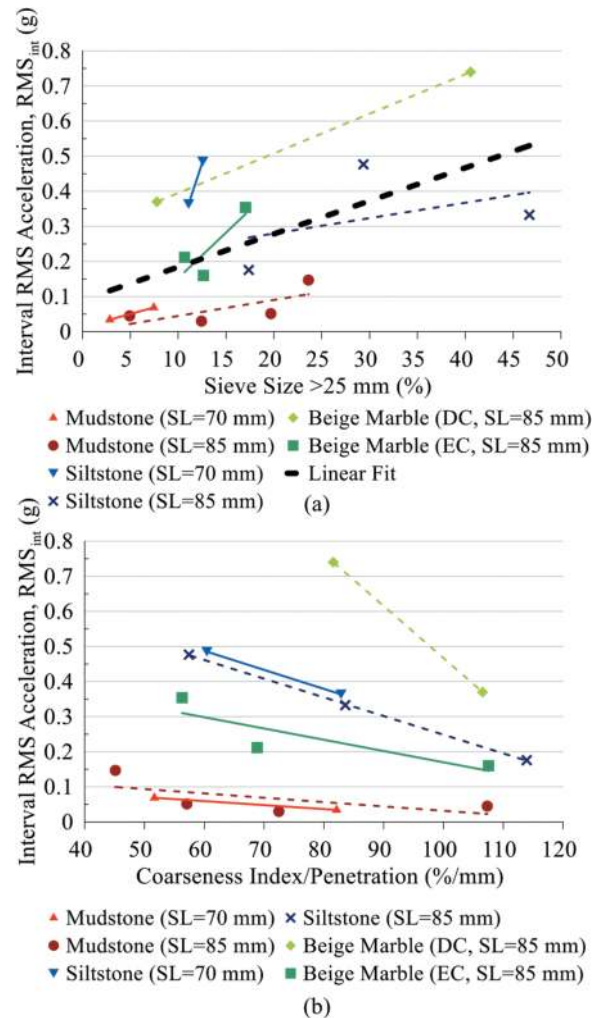 0.8
0.7
0.6
0.5
0.4
0.3
0.2
0.1
0
Interval RMS Acceleration, RMS_int (g)
0 5 10 15 20 25 30 35 40 45 50
Sieve Size >25 mm (%)
Mudstone (SL=70 mm) Beige Marble (DC, SL=85 mm)
Mudstone (SL=85 mm) Beige Marble (EC, SL=85 mm)
Siltstone (SL=70 mm) Linear Fit
Siltstone (SL=85 mm) (a)
0.8
0.7
0.6
0.5
0.4
0.3
0.2
0.1
0
Interval RMS Acceleration, RMS_int (g)
40 50 60 70 80 90 100 110 120
Coarseness Index/Penetration (%/mm)
Mudstone (SL=70 mm) Siltstone (SL=85 mm)
Mudstone (SL=85 mm) Beige Marble (DC, SL=85 mm)
Siltstone (SL=70 mm) Beige Marble (EC, SL=85 mm)
(b)